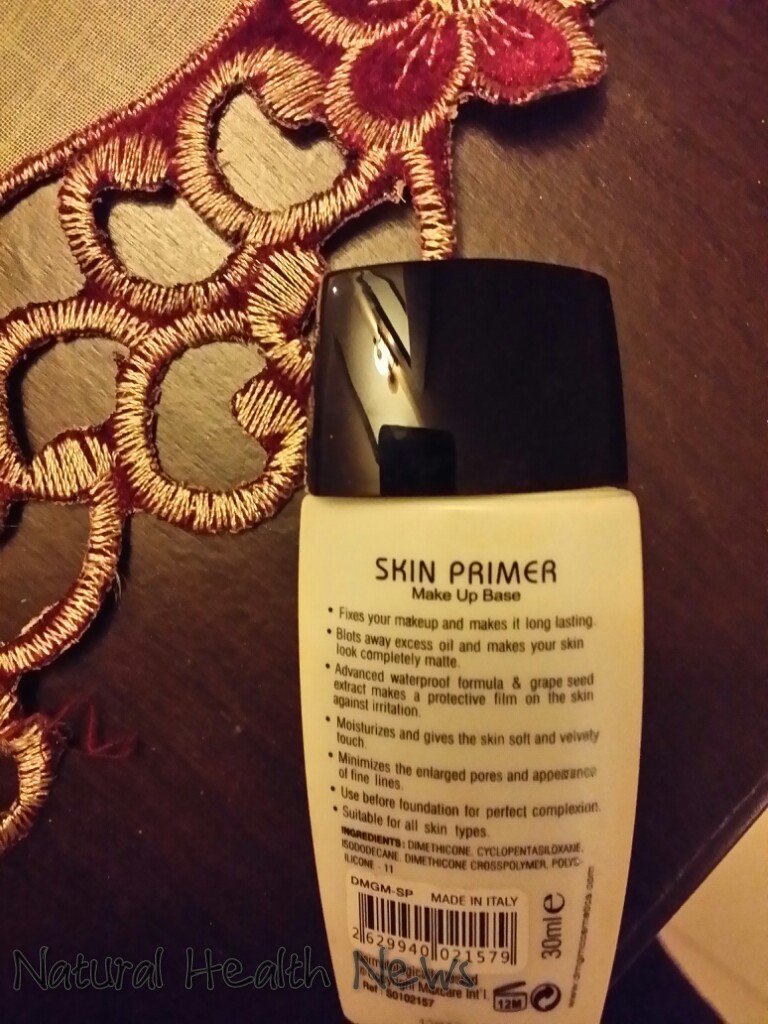 SKIN PRIMER
Make Up Base
• Fixes your makeup and makes it long lasting.
• Blots away excess oil and makes your skin
look completely matte.
• Advanced waterproof formula & grape seed
extract makes a protective film on the skin
against irritation.
• Moisturizes and gives the skin soft and velvety
touch.
• Minimizes the enlarged pores and appearance
of fine lines.
• Use before foundation for perfect complexion.
• Suitable for all skin types.
INGREDIENTS: DIMETHICONE, CYCLOPENTASILOXANE,
ISODODECANE, DIMETHICONE CROSSPOLYMER, POLYS-
ILICONE - 11
DMGM-SP MADE IN ITALY
2 629940 021579
30ml e
Maxcare Int'l.
Ref : 50102157
12M
Natural Health News